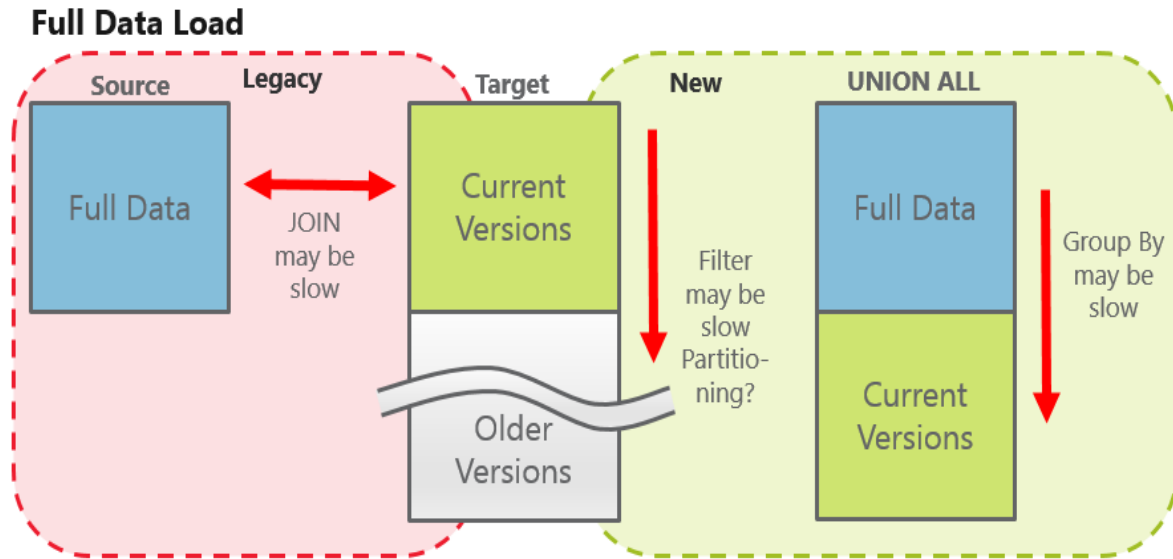 Full Data Load
Legacy
New
Source
Target
UNION ALL
Full Data
JOIN
may be
slow
Current
Versions
Older
Versions
Filter
may be
slow
Partitio-
ning?
Full Data
Current
Versions
Group By
may be
slow